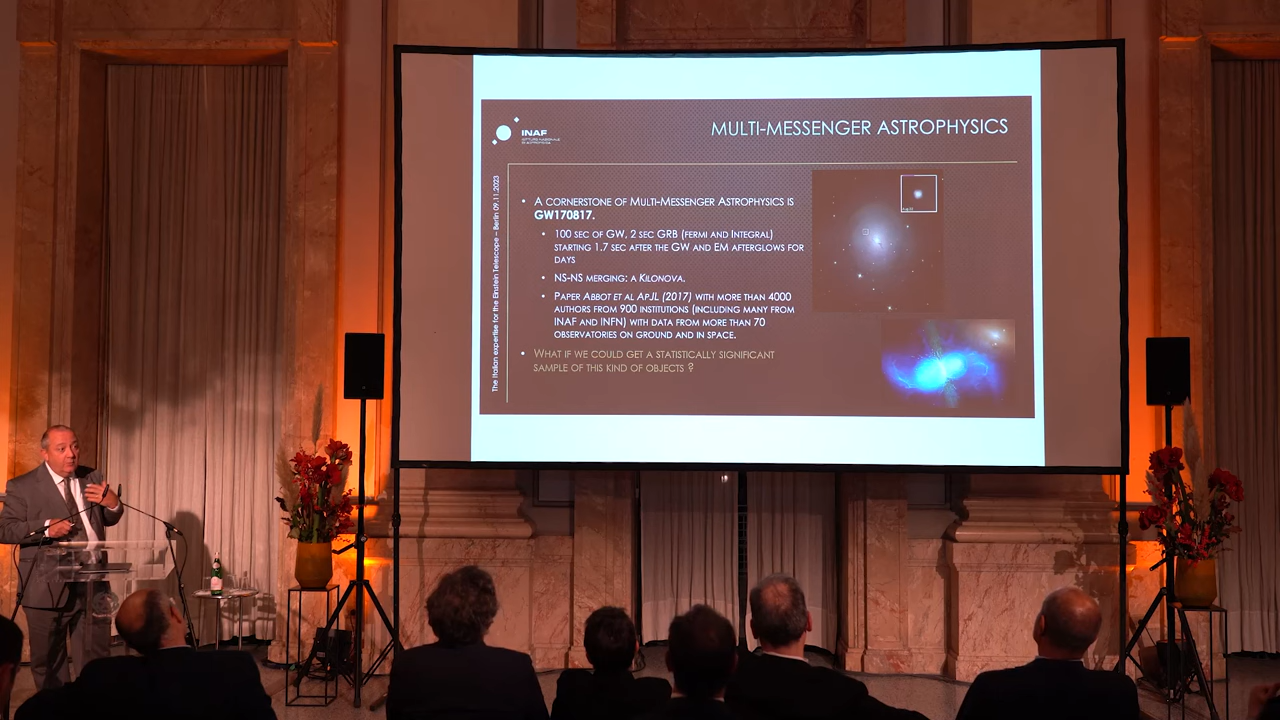 INAF
ISTITUTO NAZIONALE
DI ASTROFISICA
MULTI-MESSENGER ASTROPHYSICS
The Italian expertise for the Einstein Telescope – Berlin 09.11.2023
• A CORNERSTONE OF MULTI-MESSENGER ASTROPHYSICS IS
GW170817.
• 100 SEC OF GW, 2 SEC GRB (FERMI AND INTEGRAL)
STARTING 1.7 SEC AFTER THE GW AND EM AFTERGLOWS FOR
DAYS
• NS-NS MERGING: A KILONOVA.
• PAPER ABBOT ET AL APJL (2017) WITH MORE THAN 4000
AUTHORS FROM 900 INSTITUTIONS (INCLUDING MANY FROM
INAF AND INFN) WITH DATA FROM MORE THAN 70
OBSERVATORIES ON GROUND AND IN SPACE.
• WHAT IF WE COULD GET A STATISTICALLY SIGNIFICANT
SAMPLE OF THIS KIND OF OBJECTS ?